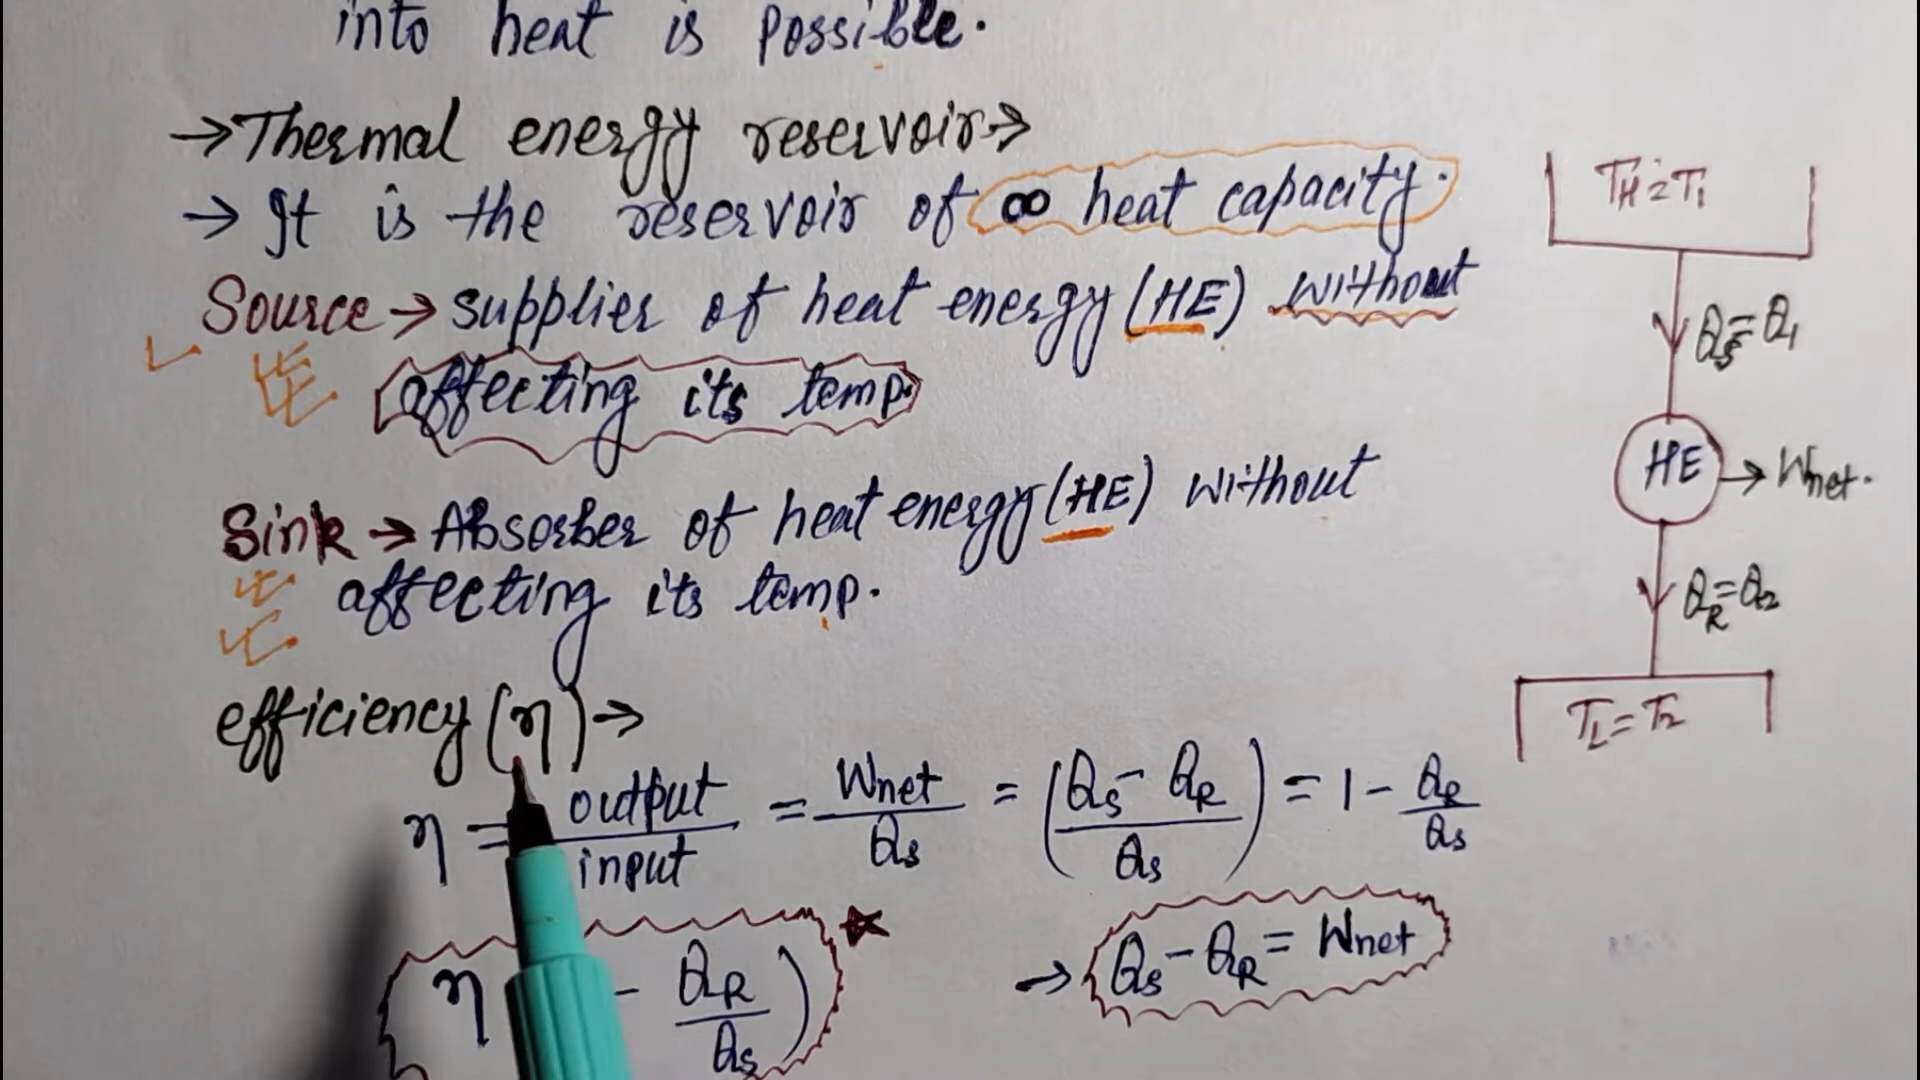 into heat is possible.
→ Thermal energy reservoir →
→ It is the reservoir of ∞ heat capacity.
Source → supplier of heat energy (HE) without
affecting its temp.
Sink → Absorber of heat energy (HE) without
affecting its temp.
efficiency (η) →
η = output/input = Wnet/Qs = (Qs - QR/Qs) = 1 - QR/Qs
η - QR/Qs)
→ Qs - QR = Wnet
TH = T1
Qs = Q1
HE → Wnet.
QR = Q2
TL = T2